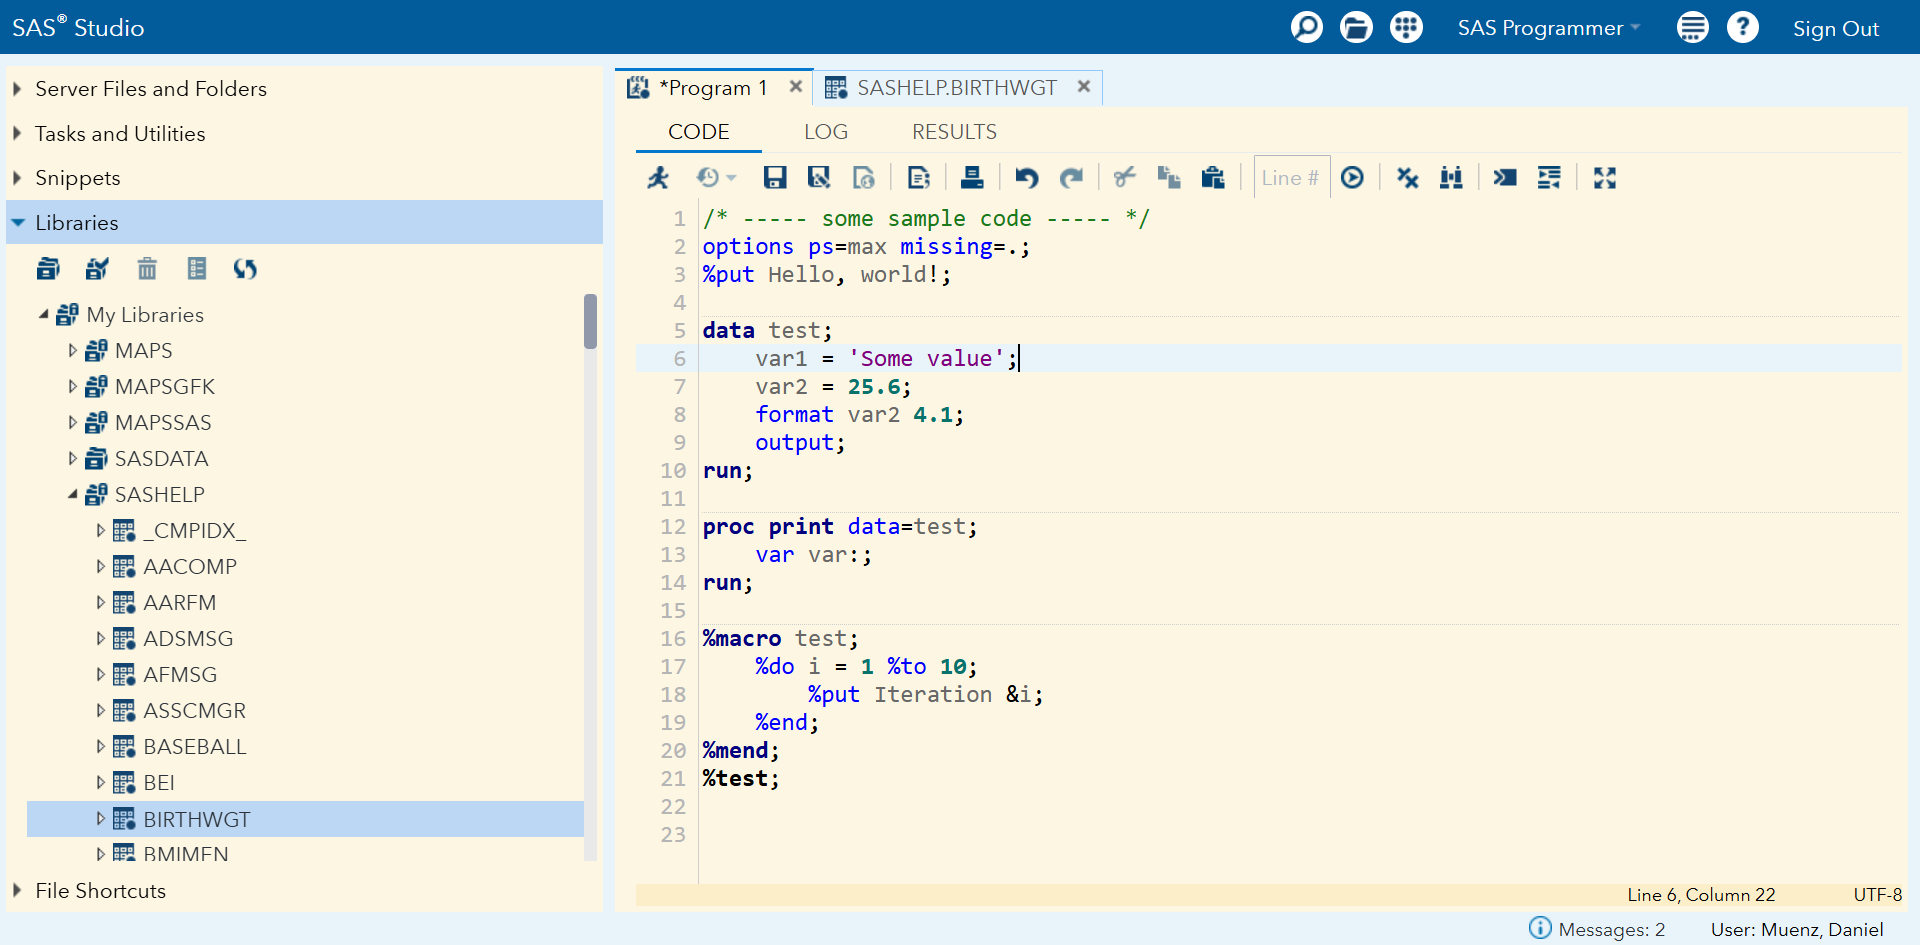 SAS® Studio
SAS Programmer
Sign Out
Server Files and Folders
Tasks and Utilities
Snippets
Libraries
My Libraries
MAPS
MAPSGFK
MAPSSAS
SASDATA
SASHELP
_CMPIDX_
AACOMP
AARFM
ADSMSG
AFMSG
ASSCMGR
BASEBALL
BEI
BIRTHWGT
BMIMEN
File Shortcuts
*Program 1
SASHELP.BIRTHWGT
CODE LOG RESULTS
Line #
1 /* ----- some sample code ----- */
2 options ps=max missing=.;
3 %put Hello, world!;
4
5 data test;
6 var1 = 'Some value';
7 var2 = 25.6;
8 format var2 4.1;
9 output;
10 run;
11
12 proc print data=test;
13 var var:;
14 run;
15
16 %macro test;
17 %do i = 1 %to 10;
18 %put Iteration &i;
19 %end;
20 %mend;
21 %test;
22
23
Line 6, Column 22
UTF-8
Messages: 2
User: Muenz, Daniel